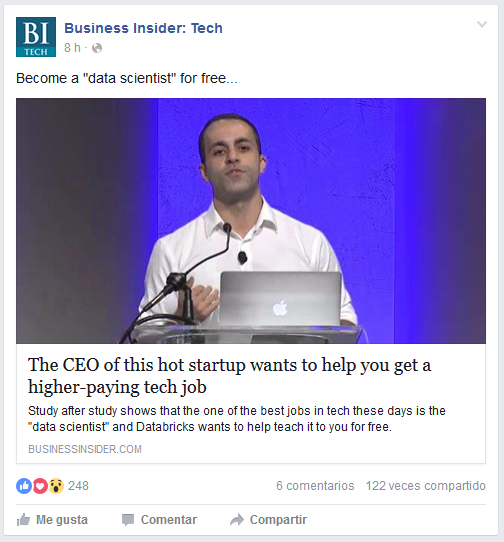 BI
TECH
Business Insider: Tech
8 h ·
Become a "data scientist" for free...
The CEO of this hot startup wants to help you get a
higher-paying tech job
Study after study shows that the one of the best jobs in tech these days is the
"data scientist" and Databricks wants to help teach it to you for free.
BUSINESSINSIDER.COM
248
6 comentarios 122 veces compartido
Me gusta Comentar Compartir